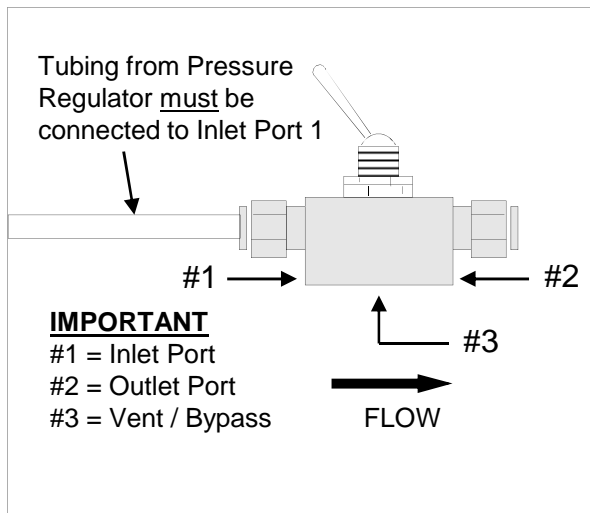 Tubing from Pressure
Regulator must be
connected to Inlet Port 1
#1
#2
#3
IMPORTANT
#1 = Inlet Port
#2 = Outlet Port
#3 = Vent / Bypass
FLOW